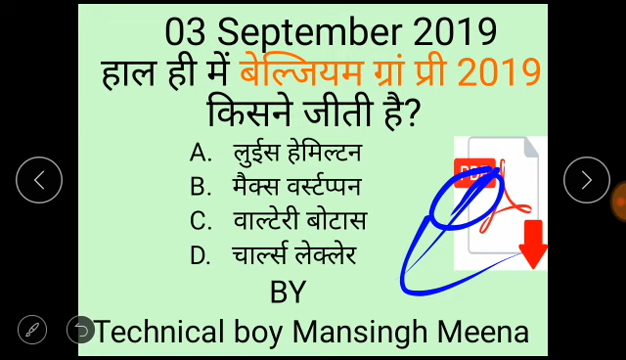 03 September 2019
हाल ही में बेल्जियम ग्रां प्री 2019
किसने जीती है?
A. लुईस हेमिल्टन
B. मैक्स वर्स्टप्पन
C. वाल्टेरी बोटास
D. चार्ल्स लेक्लेर
BY
Technical boy Mansingh Meena